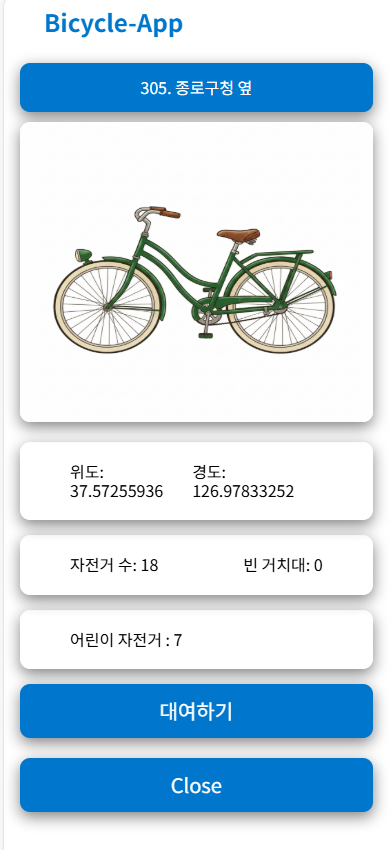 Bicycle-App
305. 종로구청 옆
위도: 경도:
37.57255936 126.97833252
자전거 수: 18 빈 거치대: 0
어린이 자전거 : 7
대여하기
Close